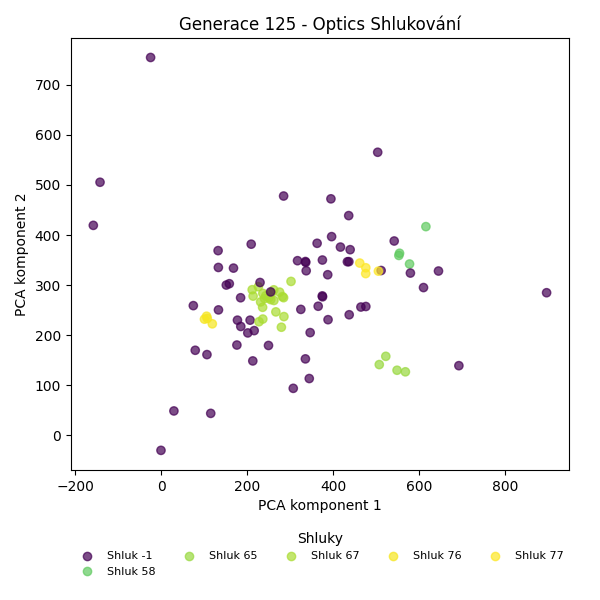 Generace 125 - Optics Shlukování
700
600
500
400
300
200
100
0
PCA komponent 2
−200 0 200 400 600 800
PCA komponent 1
Shluky
Shluk -1 Shluk 65 Shluk 67 Shluk 76 Shluk 77
Shluk 58